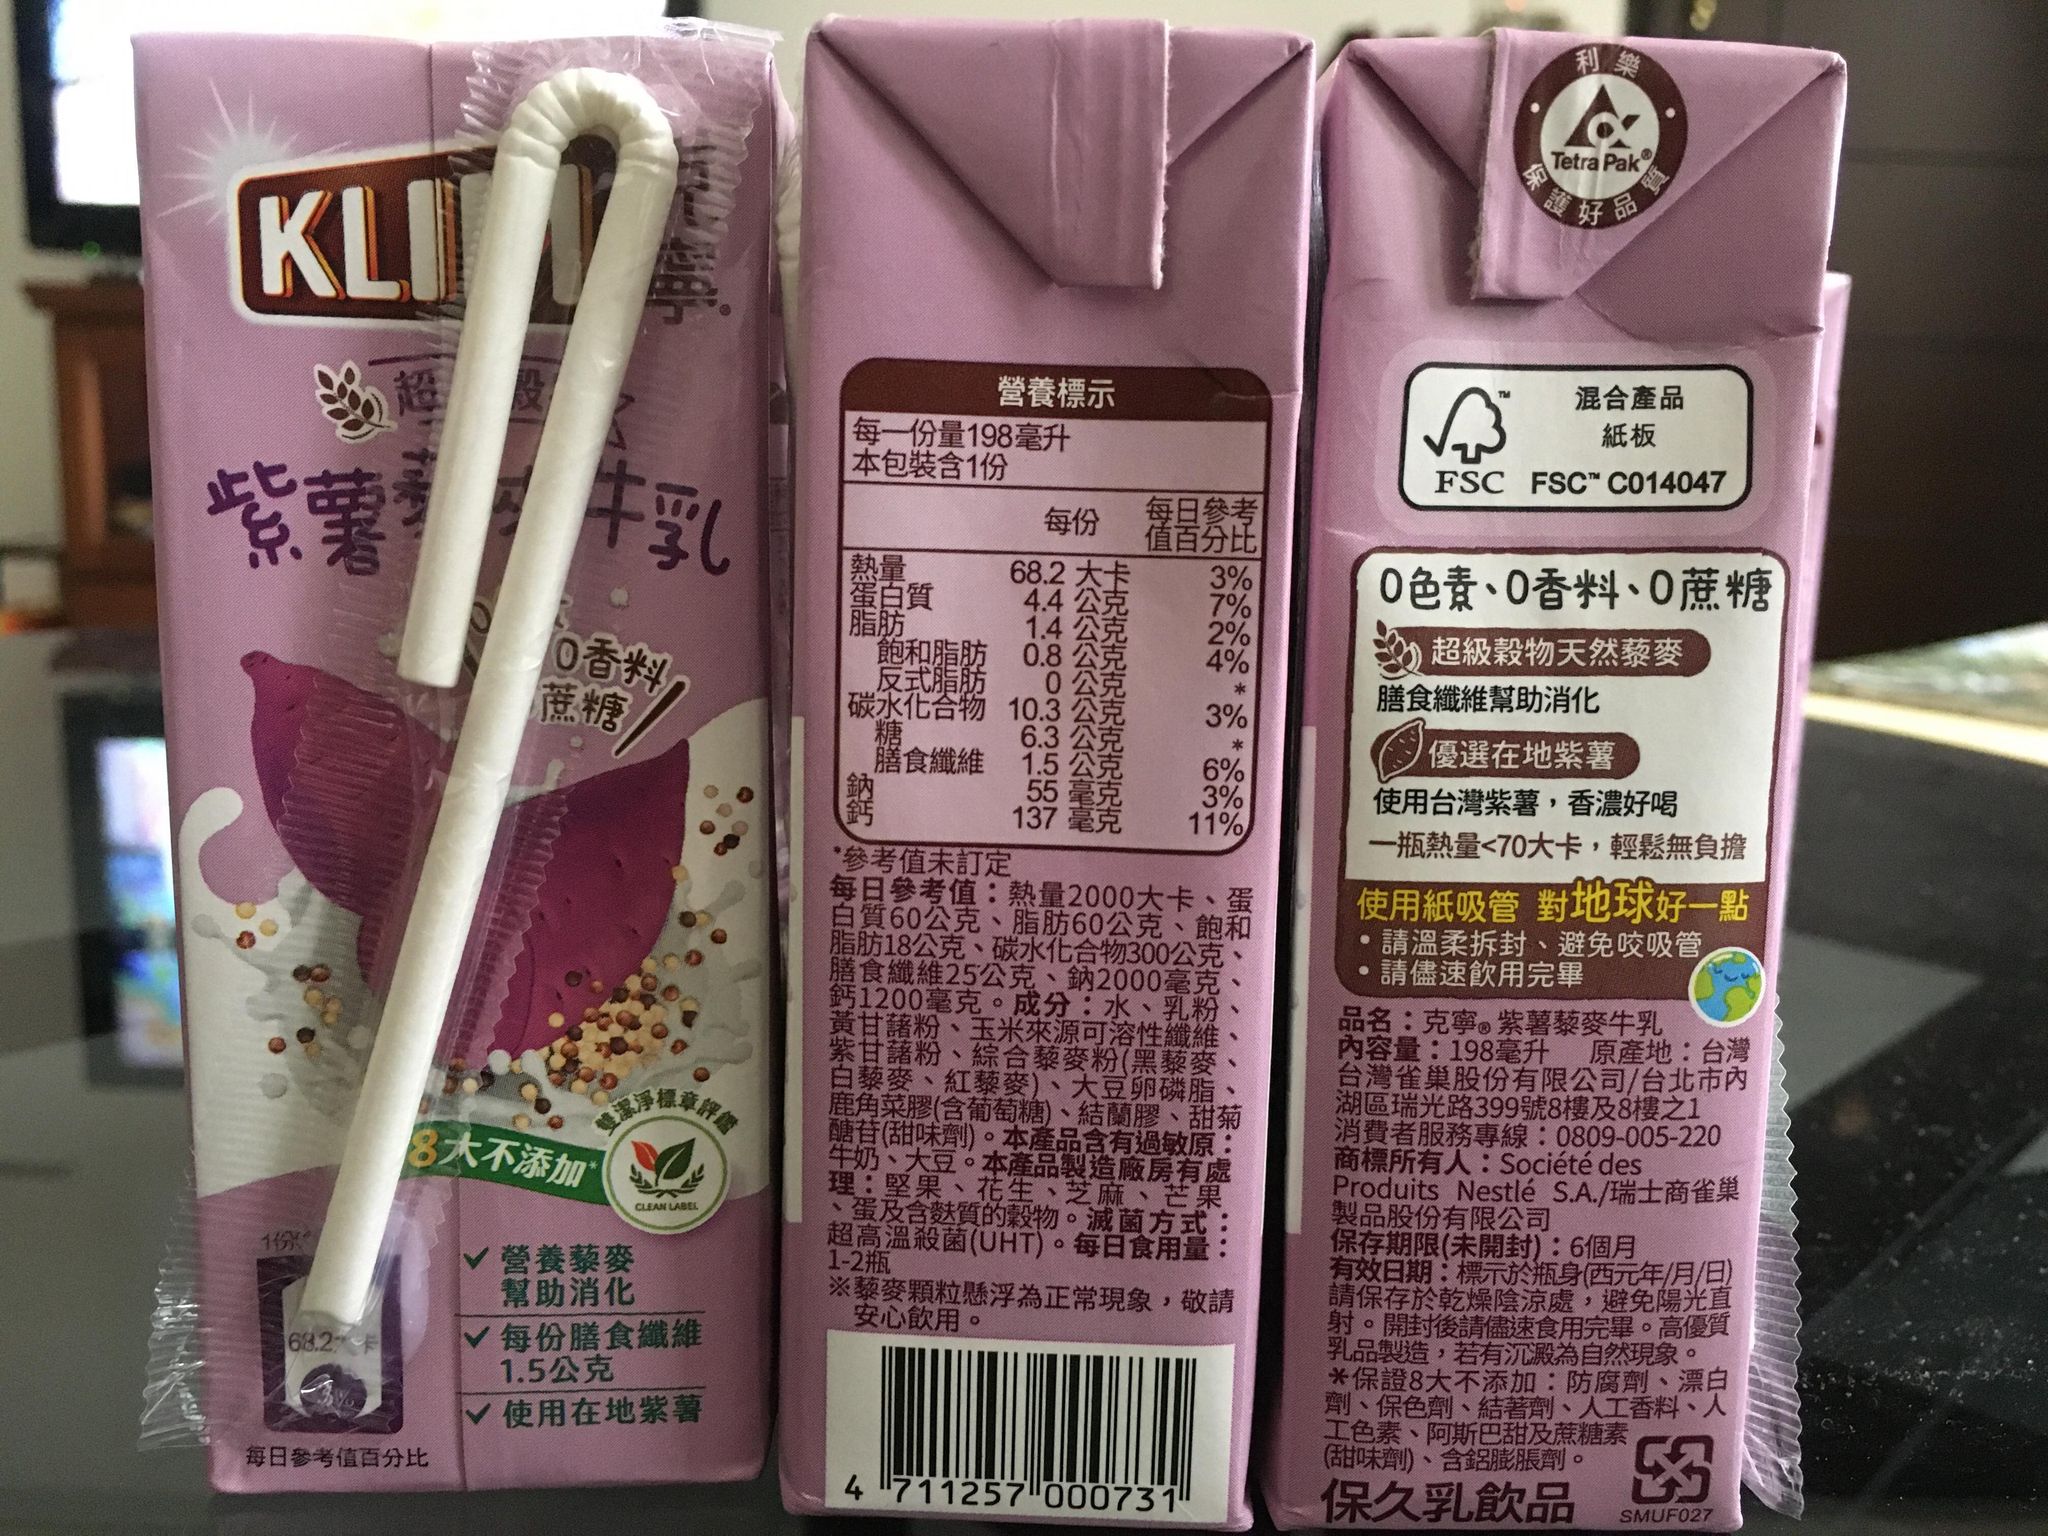 KLIM
寧®
超
紫薯藜麥牛乳
0香料
蔗糖
雙潔淨標章評鑑
8大不添加*
CLEAN LABEL
1份
68.2大卡
3%
每日參考值百分比
✓ 營養藜麥
幫助消化
✓ 每份膳食纖維
1.5公克
✓ 使用在地紫薯
營養標示
每一份量198毫升
本包裝含1份
每份 每日參考
值百分比
熱量 68.2 大卡 3%
蛋白質 4.4 公克 7%
脂肪 1.4 公克 2%
飽和脂肪 0.8 公克 4%
反式脂肪 0 公克 *
碳水化合物 10.3 公克 3%
糖 6.3 公克 *
膳食纖維 1.5 公克 6%
鈉 55 毫克 3%
鈣 137 毫克 11%
*參考值未訂定
每日參考值：熱量2000大卡、蛋
白質60公克、脂肪60公克、飽和
脂肪18公克、碳水化合物300公克、
膳食纖維25公克、鈉2000毫克、
鈣1200毫克。成分：水、乳粉、
黃甘藷粉、玉米來源可溶性纖維、
紫甘藷粉、綜合藜麥粉(黑藜麥、
白藜麥、紅藜麥)、大豆卵磷脂、
鹿角菜膠(含葡萄糖)、結蘭膠、甜菊
醣苷(甜味劑)。本產品含有過敏原：
牛奶、大豆。本產品製造廠房有處
理：堅果、花生、芝麻、芒果
、蛋及含麩質的穀物。滅菌方式：
超高溫殺菌(UHT)。每日食用量：
1-2瓶
※藜麥顆粒懸浮為正常現象，敬請
安心飲用。
4 711257 000731
利樂
Tetra Pak®
保護好品質
FSC™
混合產品
紙板
FSC™ C014047
0色素、0香料、0蔗糖
超級穀物天然藜麥
膳食纖維幫助消化
優選在地紫薯
使用台灣紫薯，香濃好喝
一瓶熱量<70大卡，輕鬆無負擔
使用紙吸管 對地球好一點
・請溫柔拆封、避免咬吸管
・請儘速飲用完畢
品名：克寧® 紫薯藜麥牛乳
內容量：198毫升 原產地：台灣
台灣雀巢股份有限公司/台北市內
湖區瑞光路399號8樓及8樓之1
消費者服務專線：0809-005-220
商標所有人：Société des
Produits Nestlé S.A./瑞士商雀巢
製品股份有限公司
保存期限(未開封)：6個月
有效日期：標示於瓶身(西元年/月/日)
請保存於乾燥陰涼處，避免陽光直
射。開封後請儘速食用完畢。高優質
乳品製造，若有沉澱為自然現象。
*保證8大不添加：防腐劑、漂白
劑、保色劑、結著劑、人工香料、人
工色素、阿斯巴甜及蔗糖素
(甜味劑)、含鋁膨脹劑。
保久乳飲品
SMUF027